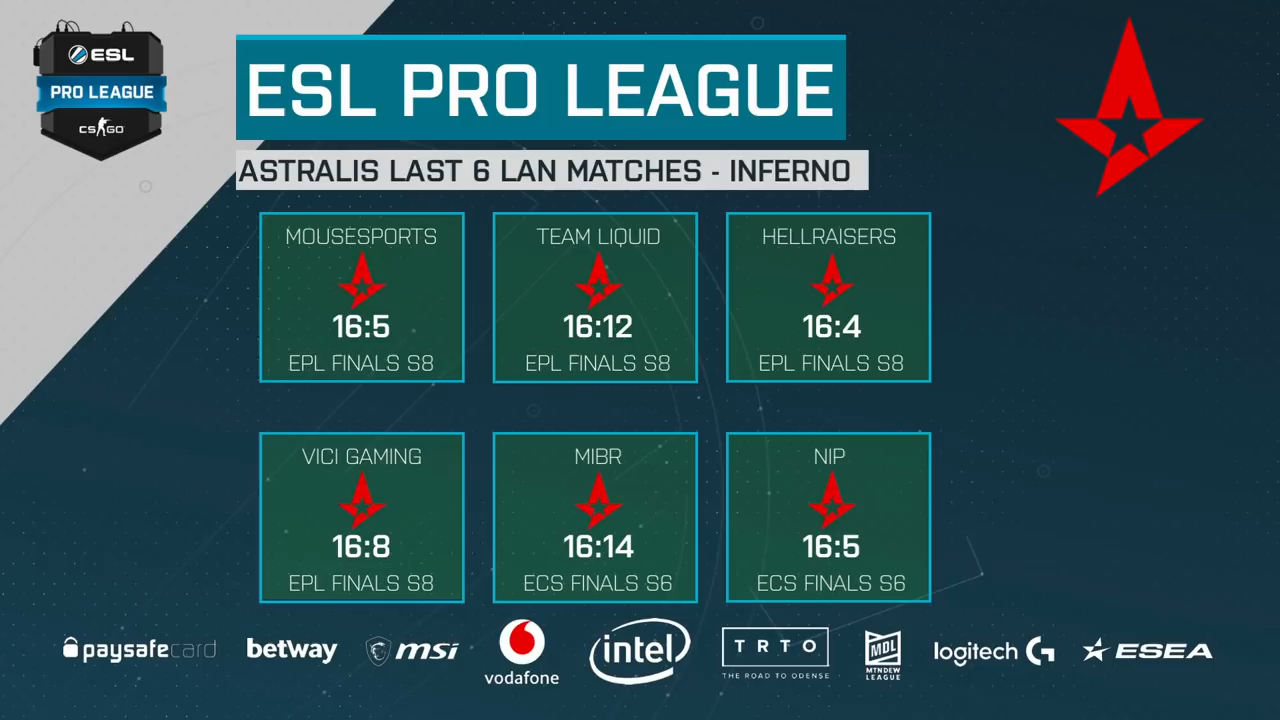 ESL
PRO LEAGUE
CS GO
ESL PRO LEAGUE
ASTRALIS LAST 6 LAN MATCHES - INFERNO
MOUSESPORTS
16:5
EPL FINALS S8
TEAM LIQUID
16:12
EPL FINALS S8
HELLRAISERS
16:4
EPL FINALS S8
VICI GAMING
16:8
EPL FINALS S8
MIBR
16:14
ECS FINALS S6
NIP
16:5
ECS FINALS S6
paysafecard
betway
msi
vodafone
intel
TRTO
THE ROAD TO ODENSE
MDL
MTNDEW
LEAGUE
logitech G
ESEA